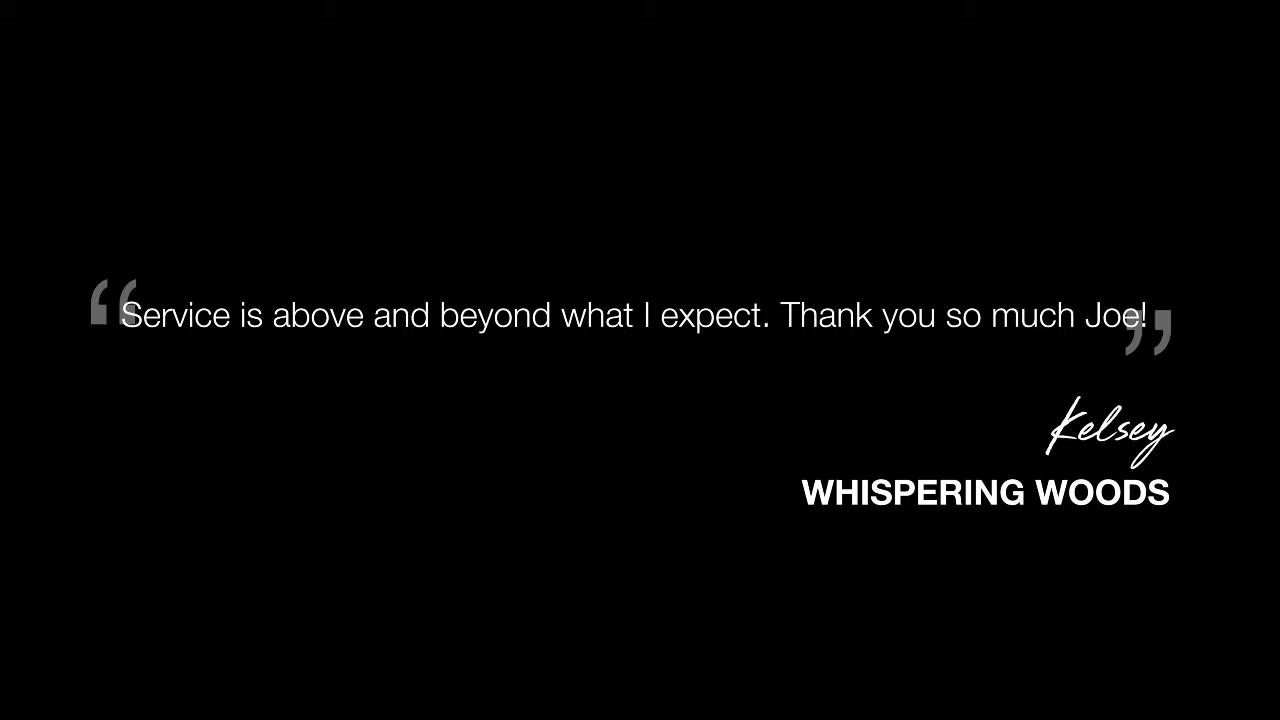 “Service is above and beyond what I expect. Thank you so much Joe!”
Kelsey
WHISPERING WOODS